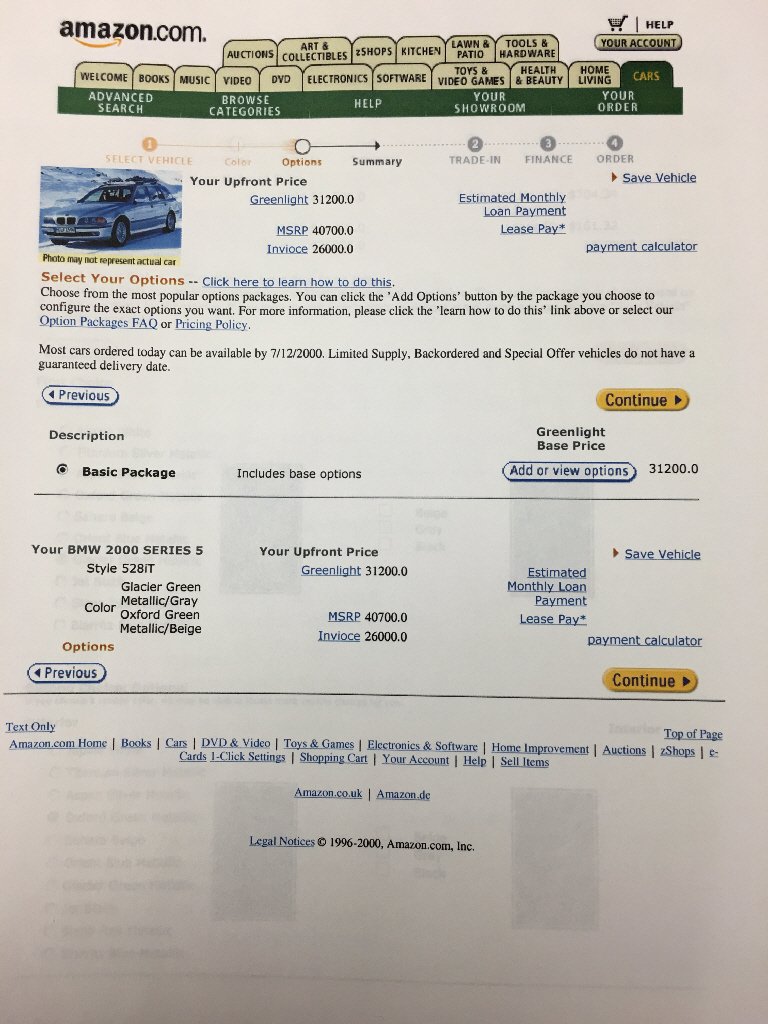 amazon.com.
HELP
YOUR ACCOUNT
AUCTIONS
ART & COLLECTIBLES
zSHOPS
KITCHEN
LAWN & PATIO
TOOLS & HARDWARE
WELCOME
BOOKS
MUSIC
VIDEO
DVD
ELECTRONICS
SOFTWARE
TOYS & VIDEO GAMES
HEALTH & BEAUTY
HOME LIVING
CARS
ADVANCED SEARCH
BROWSE CATEGORIES
HELP
YOUR SHOWROOM
YOUR ORDER
1 2 3 4
SELECT VEHICLE Color Options Summary TRADE-IN FINANCE ORDER
Your Upfront Price
Save Vehicle
Greenlight 31200.0
Estimated Monthly
Loan Payment
MSRP 40700.0
Lease Pay*
Invioce 26000.0
payment calculator
Photo may not represent actual car
Select Your Options -- Click here to learn how to do this.
Choose from the most popular options packages. You can click the 'Add Options' button by the package you choose to
configure the exact options you want. For more information, please click the 'learn how to do this' link above or select our
Option Packages FAQ or Pricing Policy.
Most cars ordered today can be available by 7/12/2000. Limited Supply, Backordered and Special Offer vehicles do not have a
guaranteed delivery date.
Previous
Continue
Description
Greenlight
Base Price
Basic Package Includes base options Add or view options 31200.0
Your BMW 2000 SERIES 5
Style 528iT
Color Glacier Green
Metallic/Gray
Oxford Green
Metallic/Beige
Options
Your Upfront Price
Greenlight 31200.0
MSRP 40700.0
Invioce 26000.0
Save Vehicle
Estimated
Monthly Loan
Payment
Lease Pay*
payment calculator
Previous
Continue
Text Only
Top of Page
Amazon.com Home | Books | Cars | DVD & Video | Toys & Games | Electronics & Software | Home Improvement | Auctions | zShops | e-
Cards 1-Click Settings | Shopping Cart | Your Account | Help | Sell Items
Amazon.co.uk | Amazon.de
Legal Notices © 1996-2000, Amazon.com, Inc.